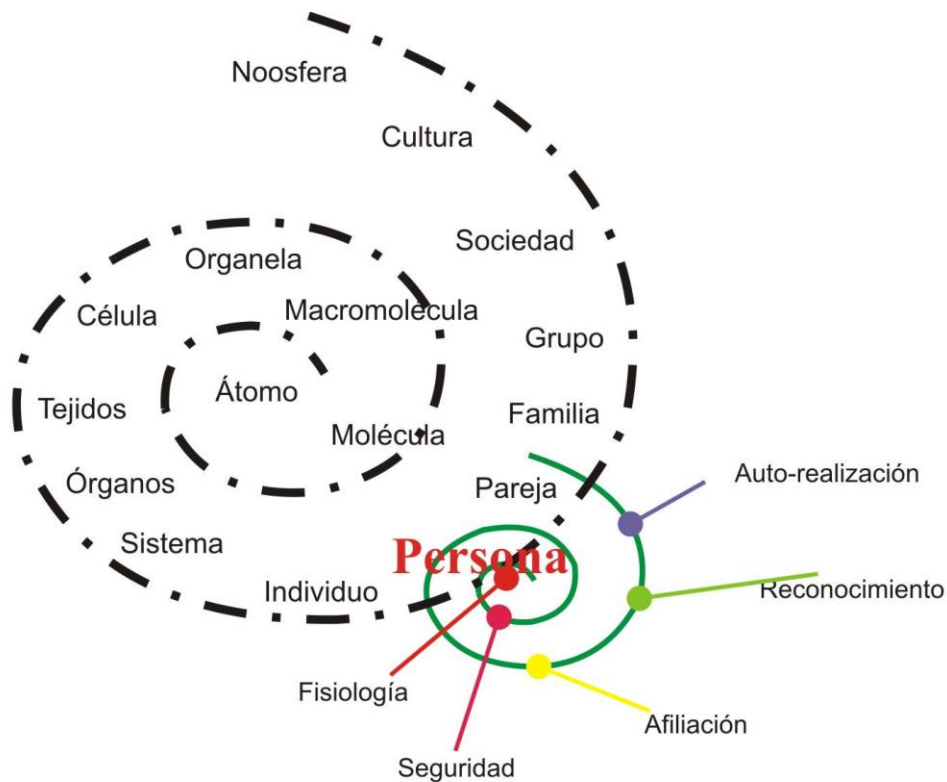 Noosfera
Cultura
Sociedad
Organela
Macromolécula
Célula
Grupo
Átomo
Tejidos
Familia
Molécula
Auto-realización
Órganos
Pareja
Sistema
Persona
Individuo
Reconocimiento
Fisiología
Afiliación
Seguridad